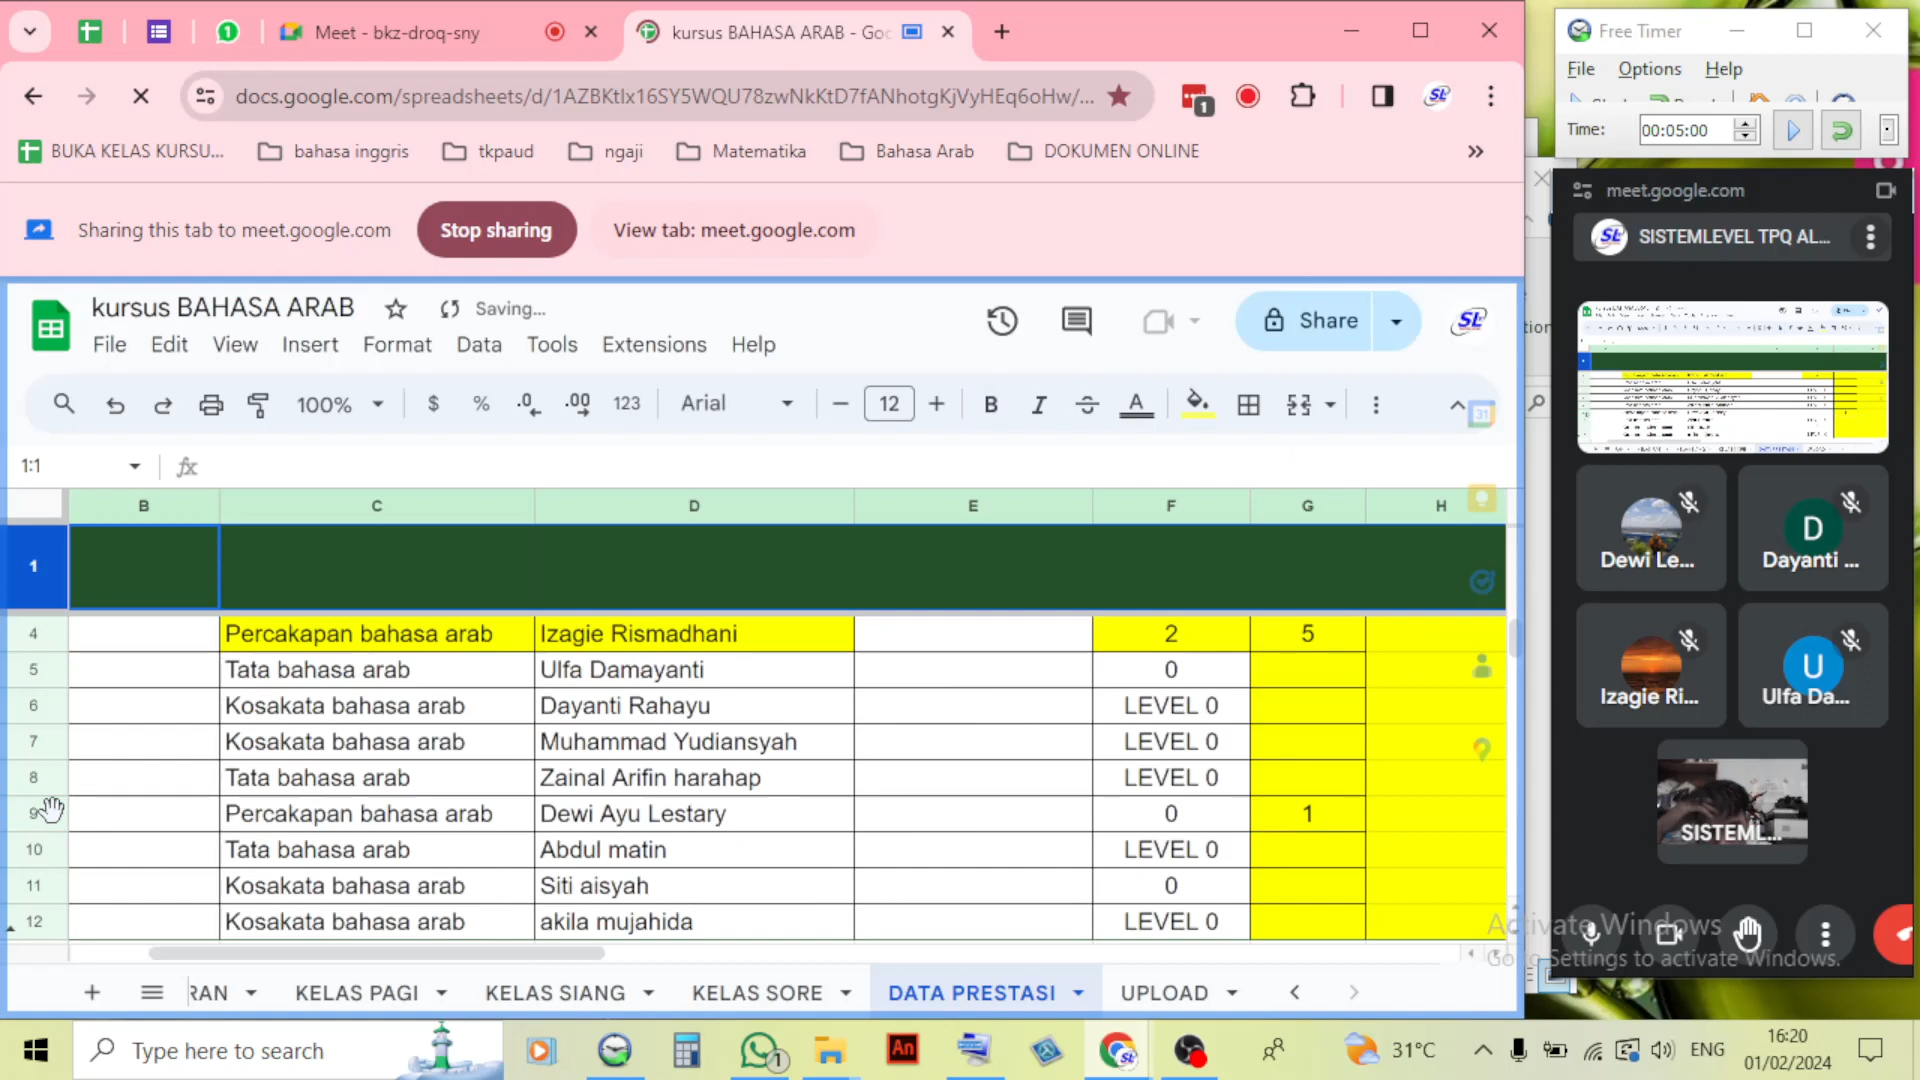 Meet - bkz-droq-sny
kursus BAHASA ARAB - Goo
docs.google.com/spreadsheets/d/1AZBKtlx16SY5WQU78zwNkKtD7fANhotgKjVyHEq6oHw/...
BUKA KELAS KURSU...
bahasa inggris
tkpaud
ngaji
Matematika
Bahasa Arab
DOKUMEN ONLINE
Sharing this tab to meet.google.com
Stop sharing
View tab: meet.google.com
kursus BAHASA ARAB
Saving...
Share
File Edit View Insert Format Data Tools Extensions Help
100% $ % .0 .00 123 Arial 12 B I A
1:1
B C D E F G H
1
4 Percakapan bahasa arab Izagie Rismadhani 2 5
5 Tata bahasa arab Ulfa Damayanti 0
6 Kosakata bahasa arab Dayanti Rahayu LEVEL 0
7 Kosakata bahasa arab Muhammad Yudiansyah LEVEL 0
8 Tata bahasa arab Zainal Arifin harahap LEVEL 0
9 Percakapan bahasa arab Dewi Ayu Lestary 0 1
10 Tata bahasa arab Abdul matin LEVEL 0
11 Kosakata bahasa arab Siti aisyah 0
12 Kosakata bahasa arab akila mujahida LEVEL 0
RAN KELAS PAGI KELAS SIANG KELAS SORE DATA PRESTASI UPLOAD
Free Timer
File Options Help
Time: 00:05:00
meet.google.com
SISTEMLEVEL TPQ AL...
Dewi Le...
D
Dayanti ...
Izagie Ri...
U
Ulfa Da...
SISTEML...
Activate Windows
Go to Settings to activate Windows.
Type here to search
31°C
ENG
16:20
01/02/2024